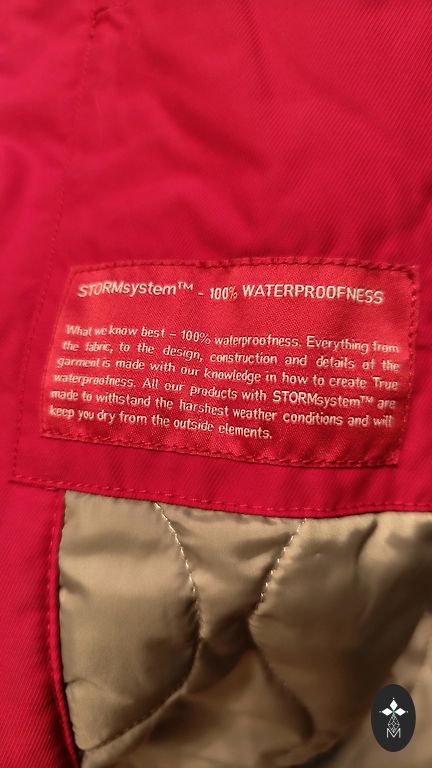 STORMsystem™ - 100% WATERPROOFNESS
What we know best – 100% waterproofness. Everything from
the fabric, to the design, construction and details of the
garment is made with our knowledge in how to create True
waterproofness. All our products with STORMsystem™ are
made to withstand the harshest weather conditions and will
keep you dry from the outside elements.
M